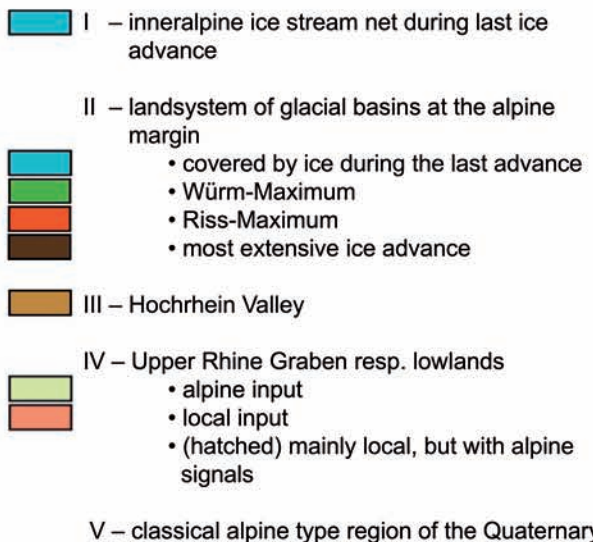 I – inneralpine ice stream net during last ice
advance
II – landsystem of glacial basins at the alpine
margin
• covered by ice during the last advance
• Würm-Maximum
• Riss-Maximum
• most extensive ice advance
III – Hochrhein Valley
IV – Upper Rhine Graben resp. lowlands
• alpine input
• local input
• (hatched) mainly local, but with alpine
signals
V – classical alpine type region of the Quaternary